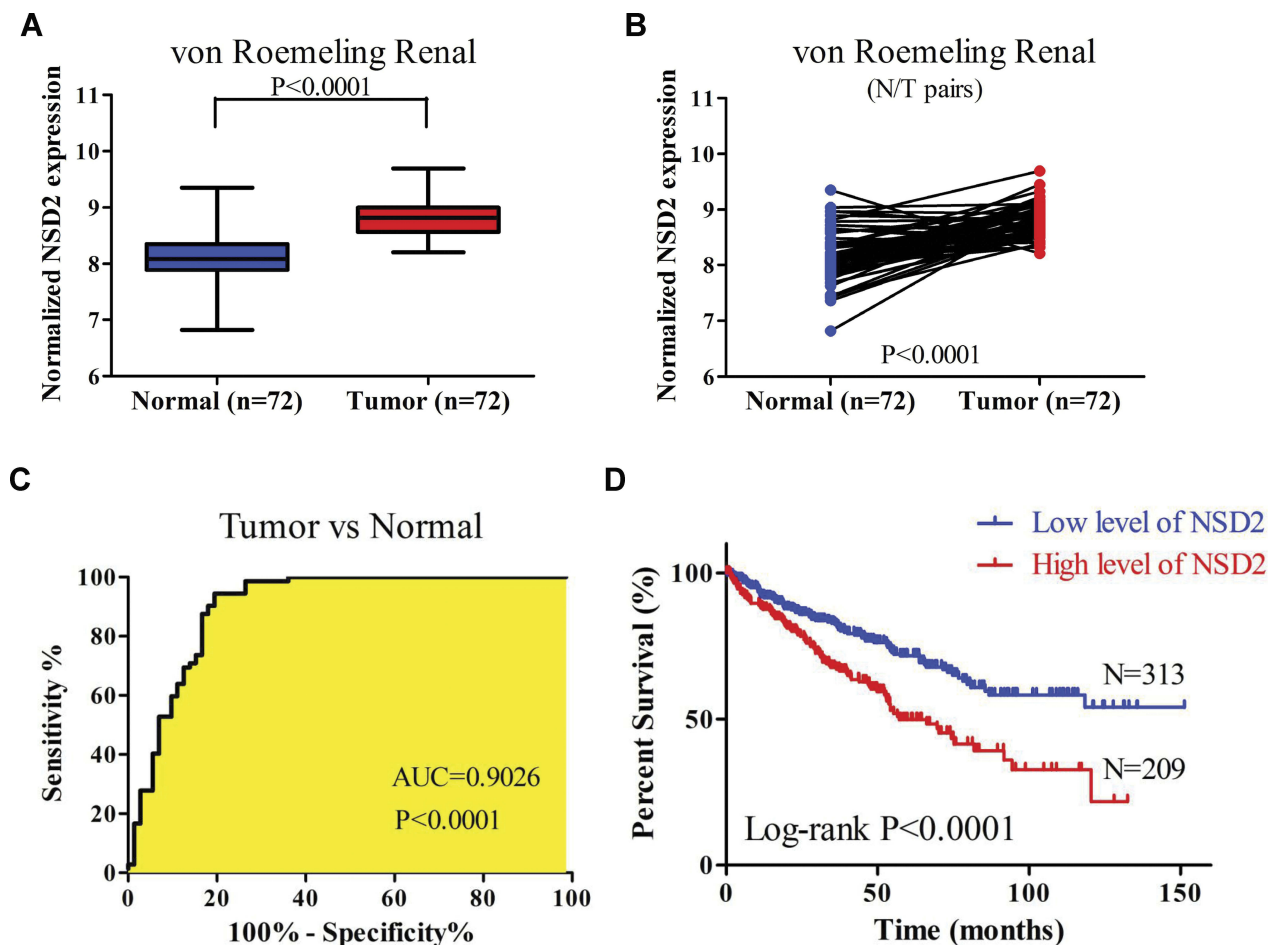 A
von Roemeling Renal
P<0.0001
Normalized NSD2 expression
11
10
9
8
7
6
Normal (n=72)
Tumor (n=72)
B
von Roemeling Renal
(N/T pairs)
Normalized NSD2 expression
11
10
9
8
7
6
P<0.0001
Normal (n=72)
Tumor (n=72)
C
Tumor vs Normal
Sensitivity %
100
80
60
40
20
0
AUC=0.9026
P<0.0001
0
20
40
60
80
100
100% - Specificity%
D
Low level of NSD2
High level of NSD2
Percent Survival (%)
100
50
0
N=313
N=209
Log-rank P<0.0001
0
50
100
150
Time (months)